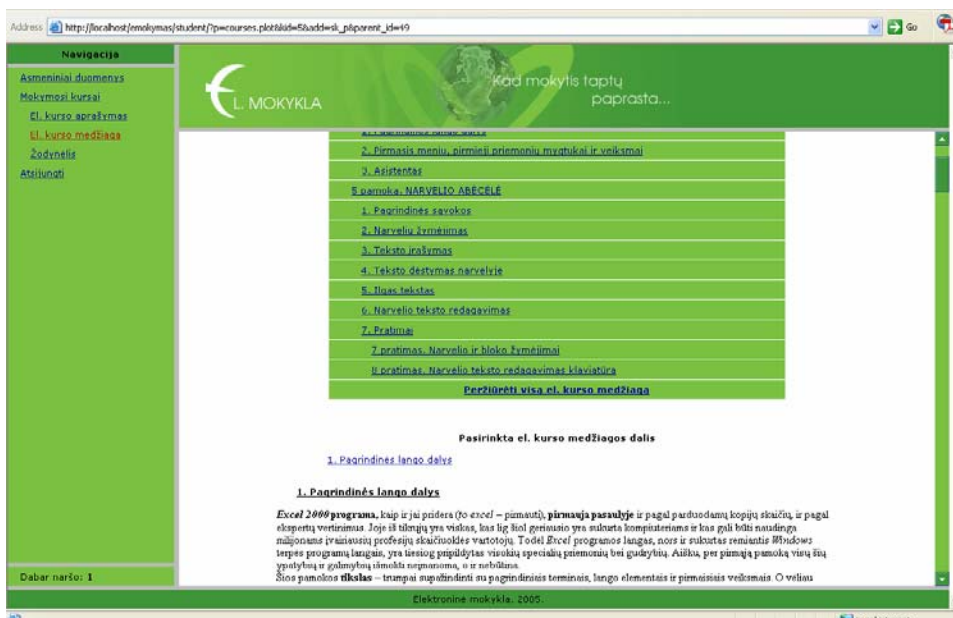 Address http://localhost/emokymas/student/?p=courses.plot&kid=5&add=sk_p&parent_id=49 Go
Navigacija
Asmeniniai duomenys
Mokymosi kursai
El. kurso aprašymas
El. kurso medžiaga
Žodynėlis
Atsijungti
Dabar naršo: 1
EL. MOKYKLA
Kad mokytis taptų
paprasta...
1. Pagrindinės lango dalys
2. Pirmasis meniu, pirmieji priemonių mygtukai ir veiksmai
3. Asistentas
5 pamoka. NARVELIO ABĖCĖLĖ
1. Pagrindinės sąvokos
2. Narvelių žymėjimas
3. Teksto įrašymas
4. Teksto dėstymas narvelyje
5. Ilgas tekstas
6. Narvelio teksto redagavimas
7. Pratimai
7 pratimas. Narvelio ir bloko žymėjimai
8 pratimas. Narvelio teksto redagavimas klaviatūra
Peržiūrėti visą el. kurso medžiagą
Pasirinkta el. kurso medžiagos dalis
1. Pagrindinės lango dalys
1. Pagrindinės lango dalys
Excel 2000 programa, kaip ir jai pridera (to excel – pirmauti), pirmauja pasaulyje ir pagal parduodamų kopijų skaičių, ir pagal
ekspertų vertinimus. Joje iš tikrųjų yra viskas, kas lig šiol geriausio yra sukurta kompiuteriams ir kas gali būti naudinga
milijonams įvairiausių profesijų skaičiuoklės vartotojų. Todėl Excel programos langas, nors ir sukurtas remiantis Windows
terpės programų langais, yra tiesiog pripildytas visokių specialių priemonių bei gudrybių. Aišku, per pirmąją pamoką visų šių
ypatybių ir galimybių išmokti neįmanoma, o ir nebūtina.
Šios pamokos tikslas – trumpai supažindinti su pagrindiniais terminais, lango elementais ir pirmaisiais veiksmais. O vėliau
Elektroninė mokykla, 2005.